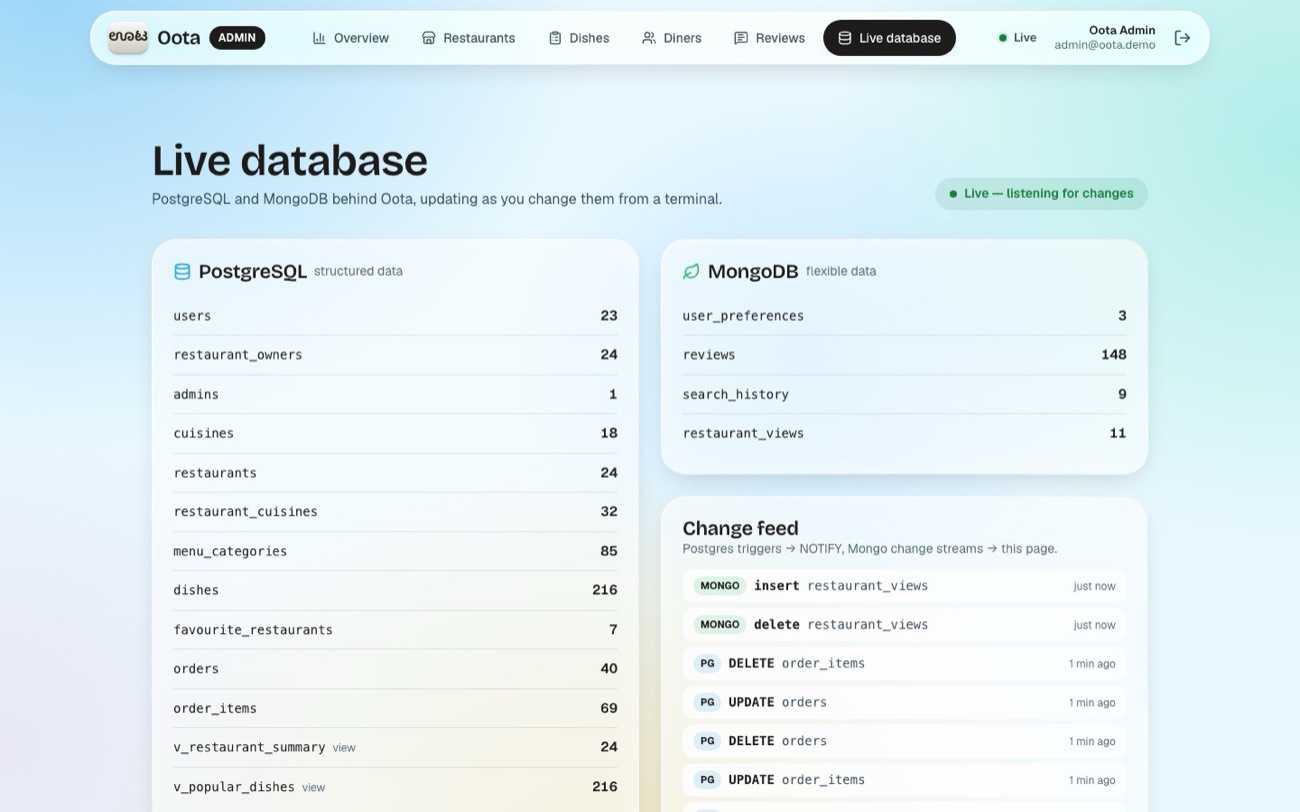 ಊಟ Oota ADMIN Overview Restaurants Dishes Diners Reviews Live database Live Oota Admin
admin@oota.demo
Live database
PostgreSQL and MongoDB behind Oota, updating as you change them from a terminal.
Live — listening for changes
PostgreSQL structured data
users 23
restaurant_owners 24
admins 1
cuisines 18
restaurants 24
restaurant_cuisines 32
menu_categories 85
dishes 216
favourite_restaurants 7
orders 40
order_items 69
v_restaurant_summary view 24
v_popular_dishes view 216
MongoDB flexible data
user_preferences 3
reviews 148
search_history 9
restaurant_views 11
Change feed
Postgres triggers → NOTIFY, Mongo change streams → this page.
MONGO insert restaurant_views just now
MONGO delete restaurant_views just now
PG DELETE order_items 1 min ago
PG UPDATE orders 1 min ago
PG DELETE orders 1 min ago
PG UPDATE order_items 1 min ago